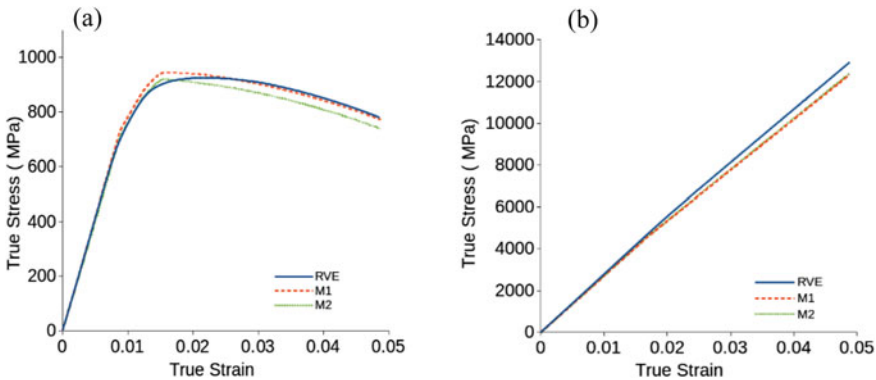 (a)
True Stress ( MPa)
1000
800
600
400
200
0
0 0.01 0.02 0.03 0.04 0.05
True Strain
RVE
M1
M2
(b)
True Stress ( MPa)
14000
12000
10000
8000
6000
4000
2000
0
0 0.01 0.02 0.03 0.04 0.05
True Strain
RVE
M1
M2